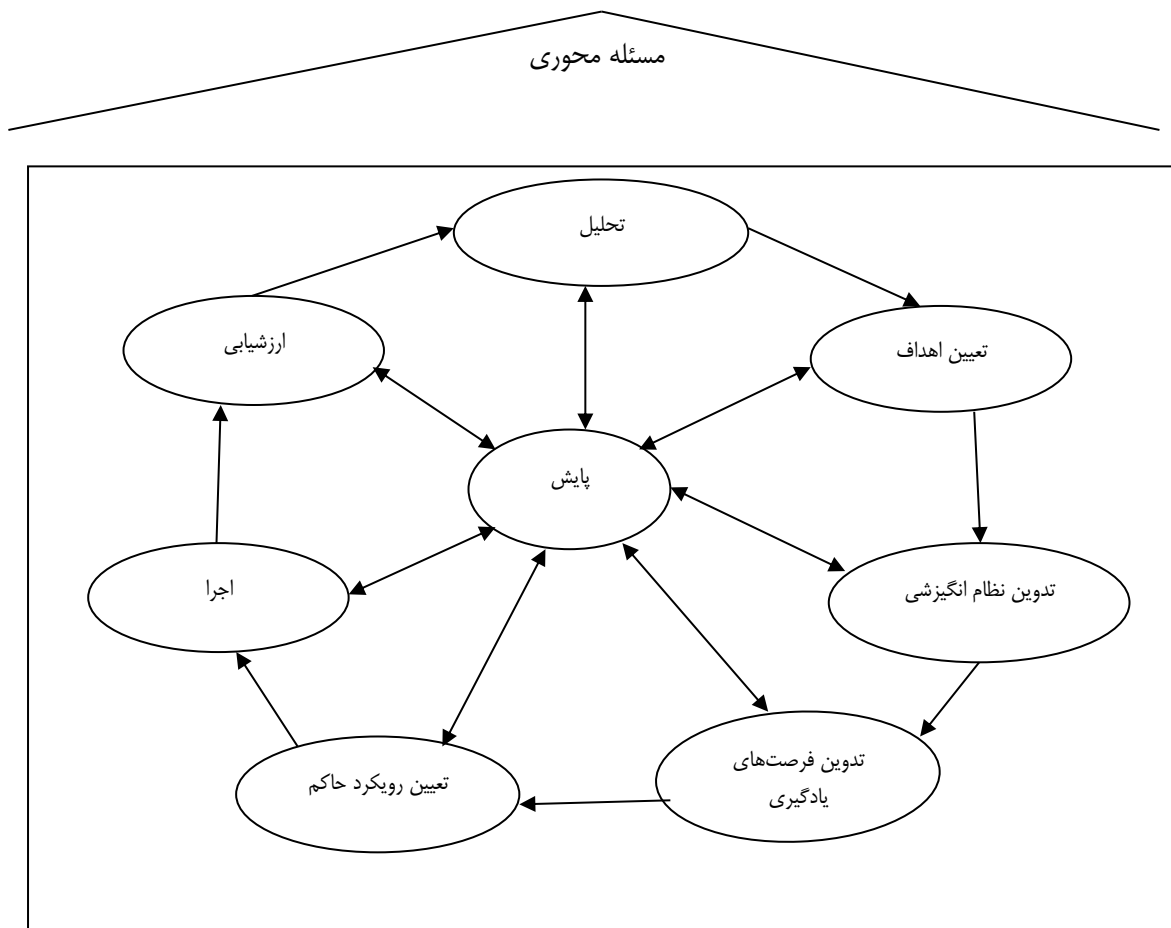 مسئله محوری
تحلیل
تعیین اهداف
ارزشیابی
پایش
تدوین نظام انگیزشی
اجرا
تدوین فرصت‌های
یادگیری
تعیین رویکرد حاکم